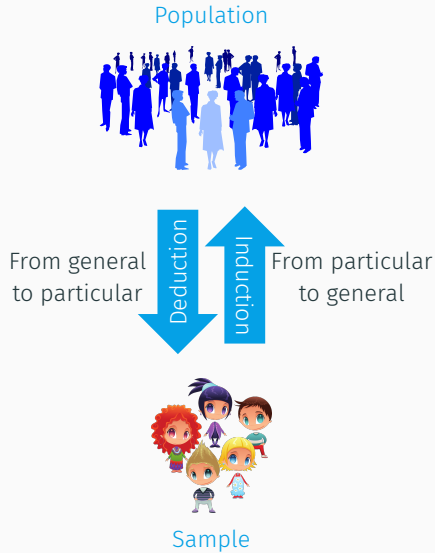 Population
From general
to particular
Deduction
Induction
From particular
to general
Sample